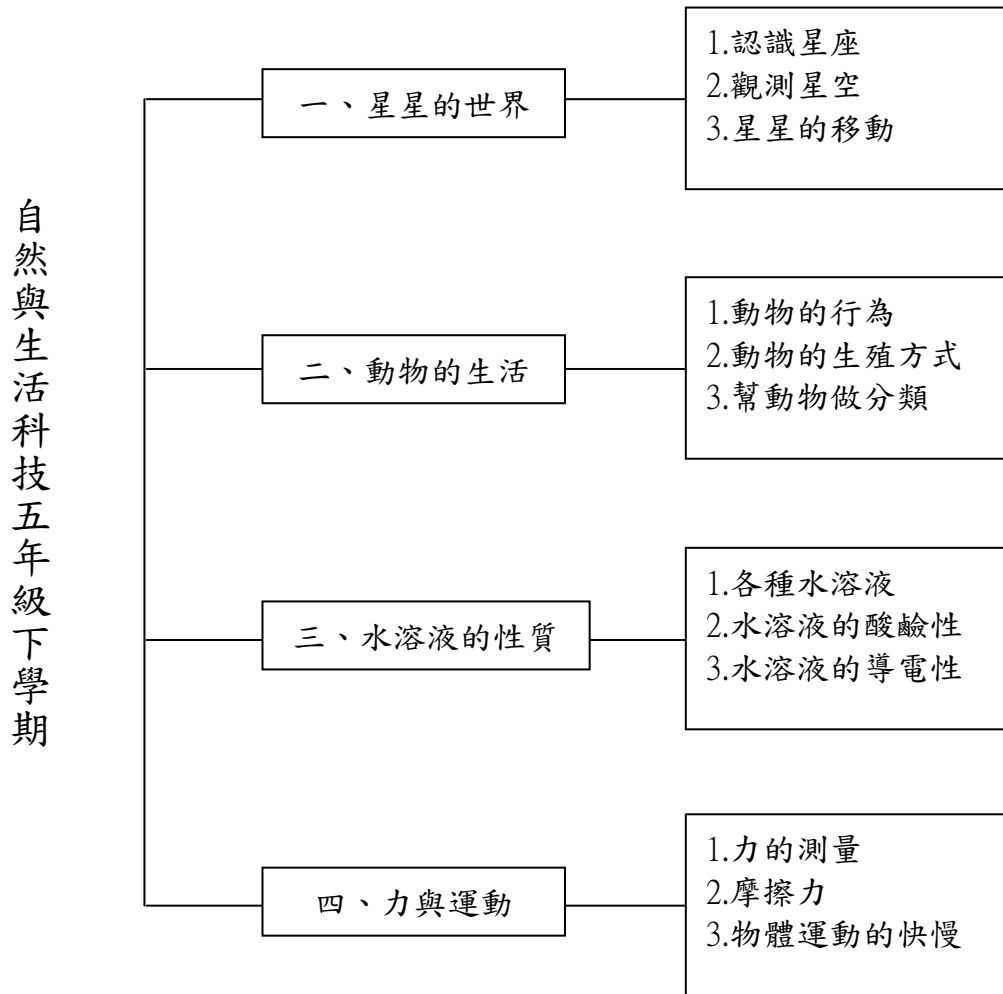 自然與生活科技五年級下學期
一、星星的世界
1.認識星座
2.觀測星空
3.星星的移動
二、動物的生活
1.動物的行為
2.動物的生殖方式
3.幫動物做分類
三、水溶液的性質
1.各種水溶液
2.水溶液的酸鹼性
3.水溶液的導電性
四、力與運動
1.力的測量
2.摩擦力
3.物體運動的快慢